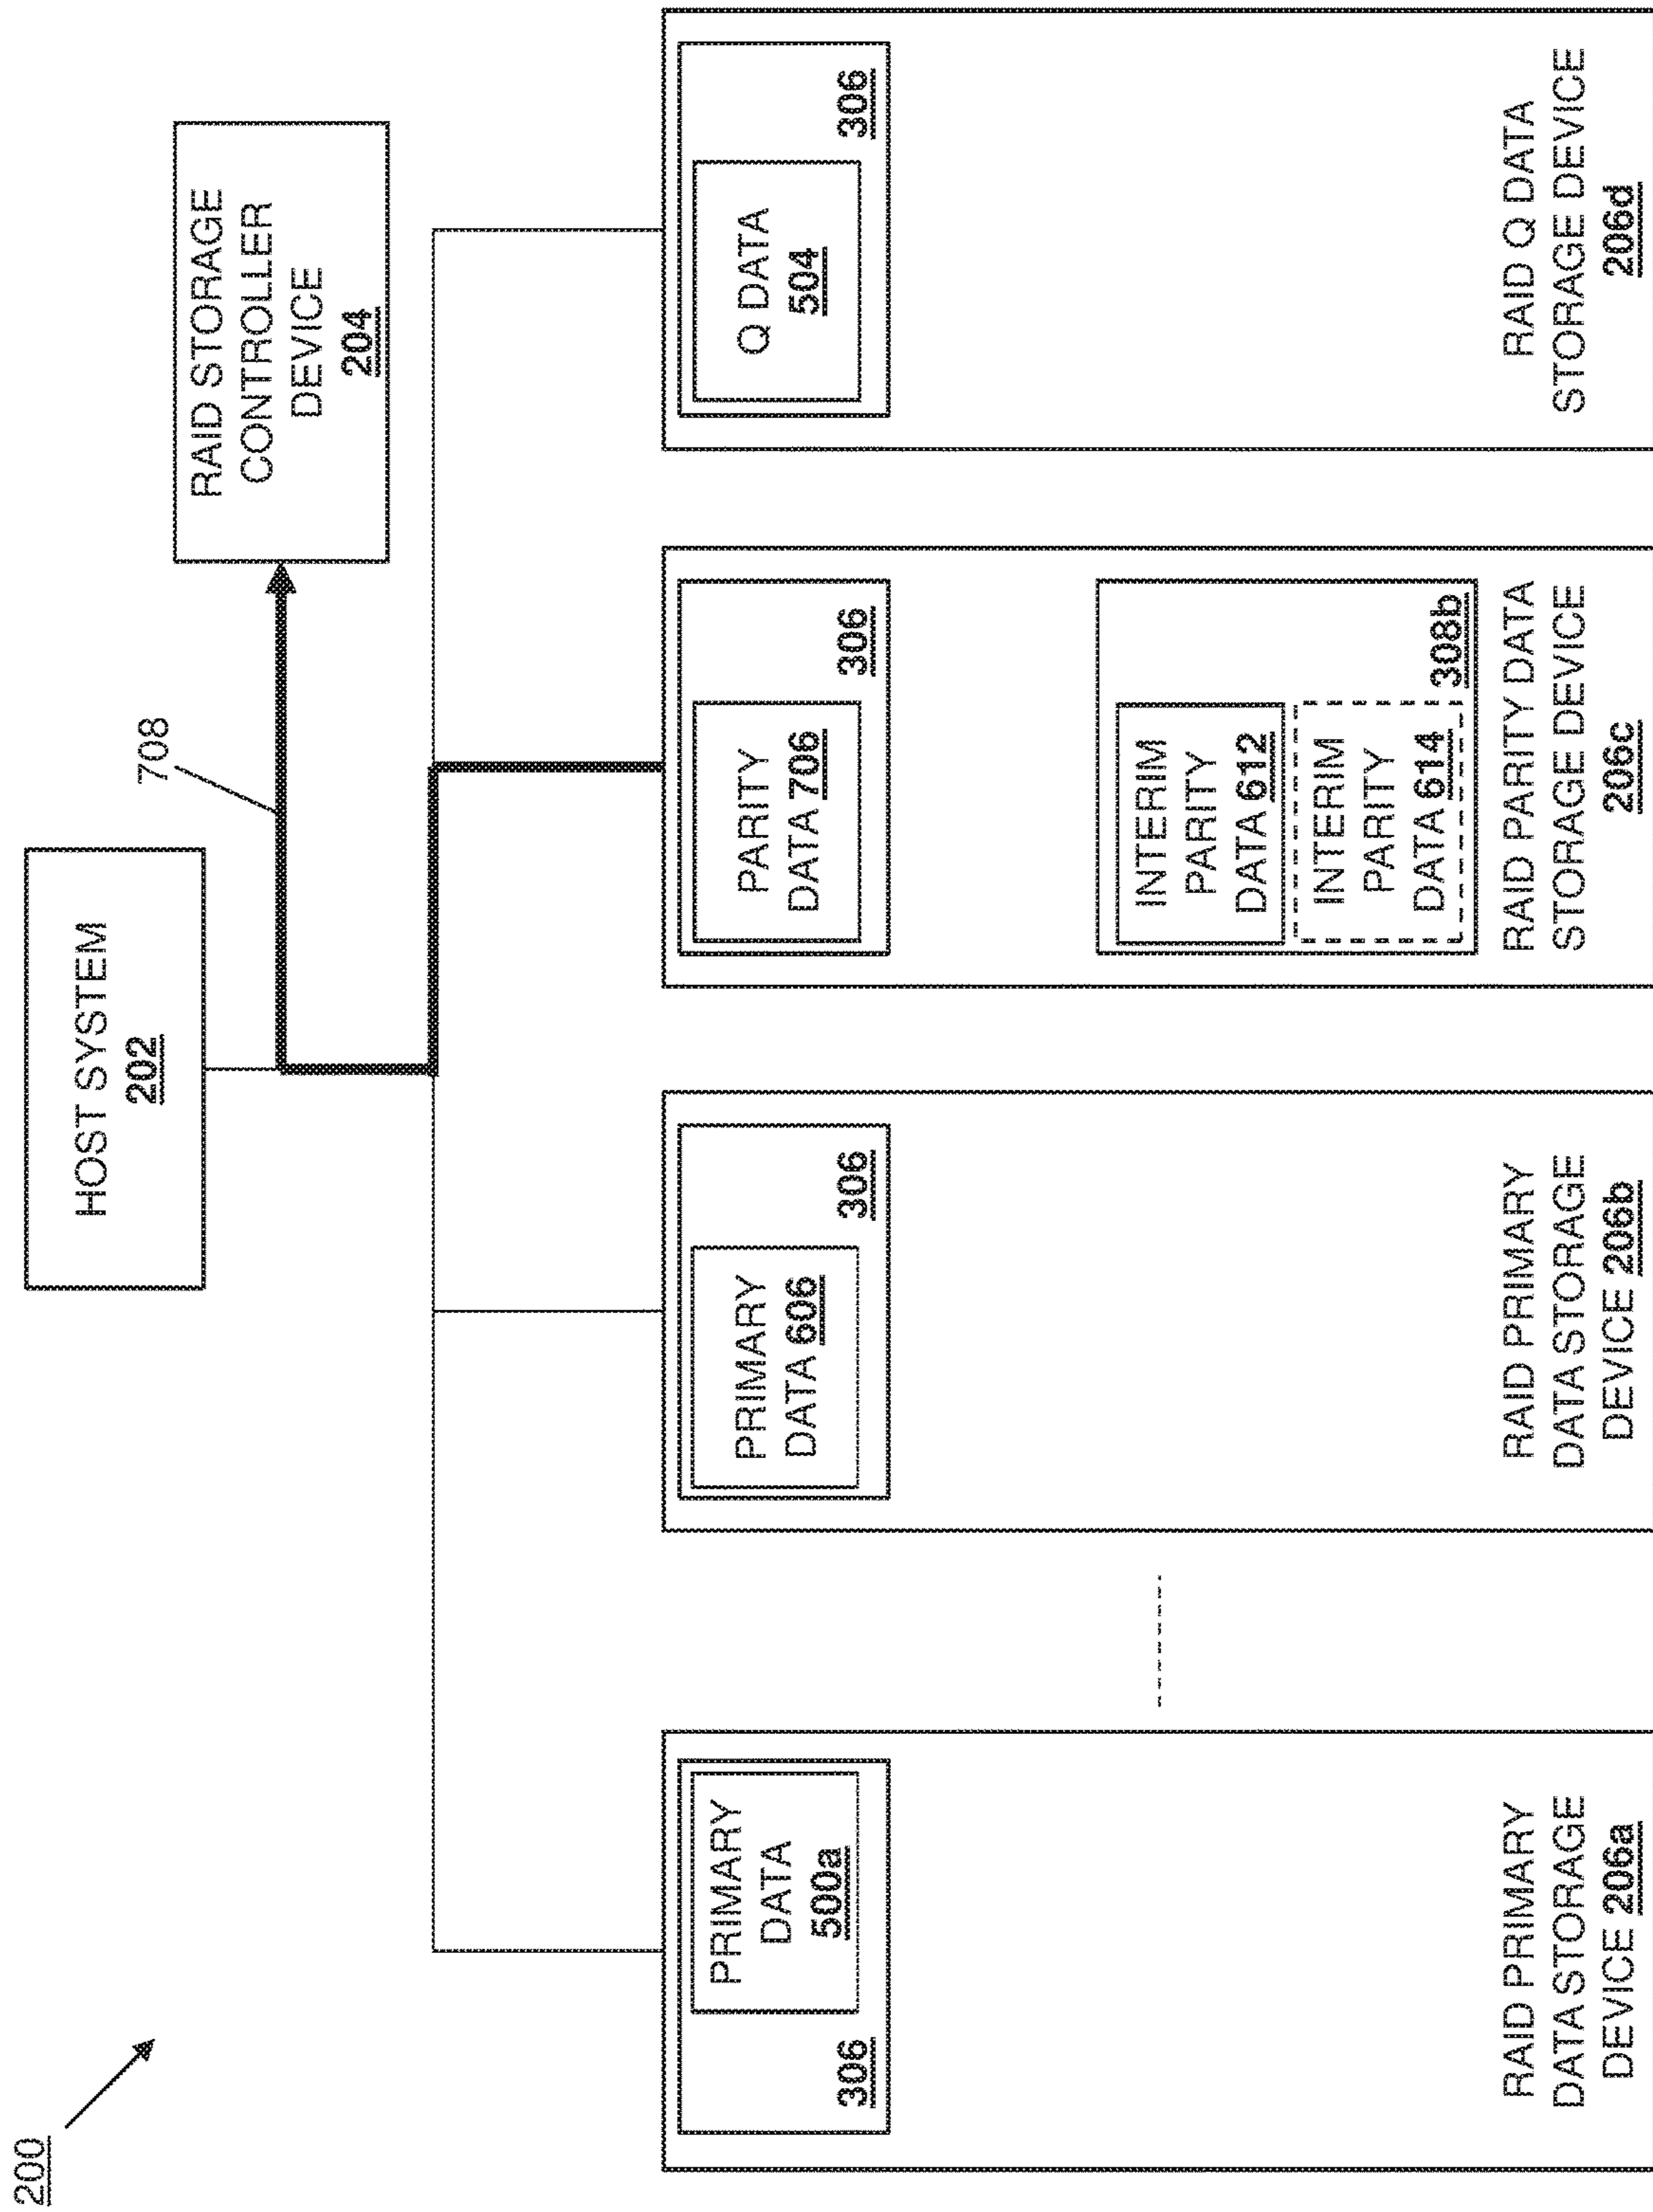 200
HOST SYSTEM
202
708
RAID STORAGE
CONTROLLER
DEVICE
204
306
PRIMARY
DATA
500a
RAID PRIMARY
DATA STORAGE
DEVICE 206a
PRIMARY
DATA 606
306
RAID PRIMARY
DATA STORAGE
DEVICE 206b
PARITY
DATA 706
306
INTERIM
PARITY
DATA 612
INTERIM
PARITY
DATA 614
308b
RAID PARITY DATA
STORAGE DEVICE
206c
Q DATA
504
306
RAID Q DATA
STORAGE DEVICE
206d